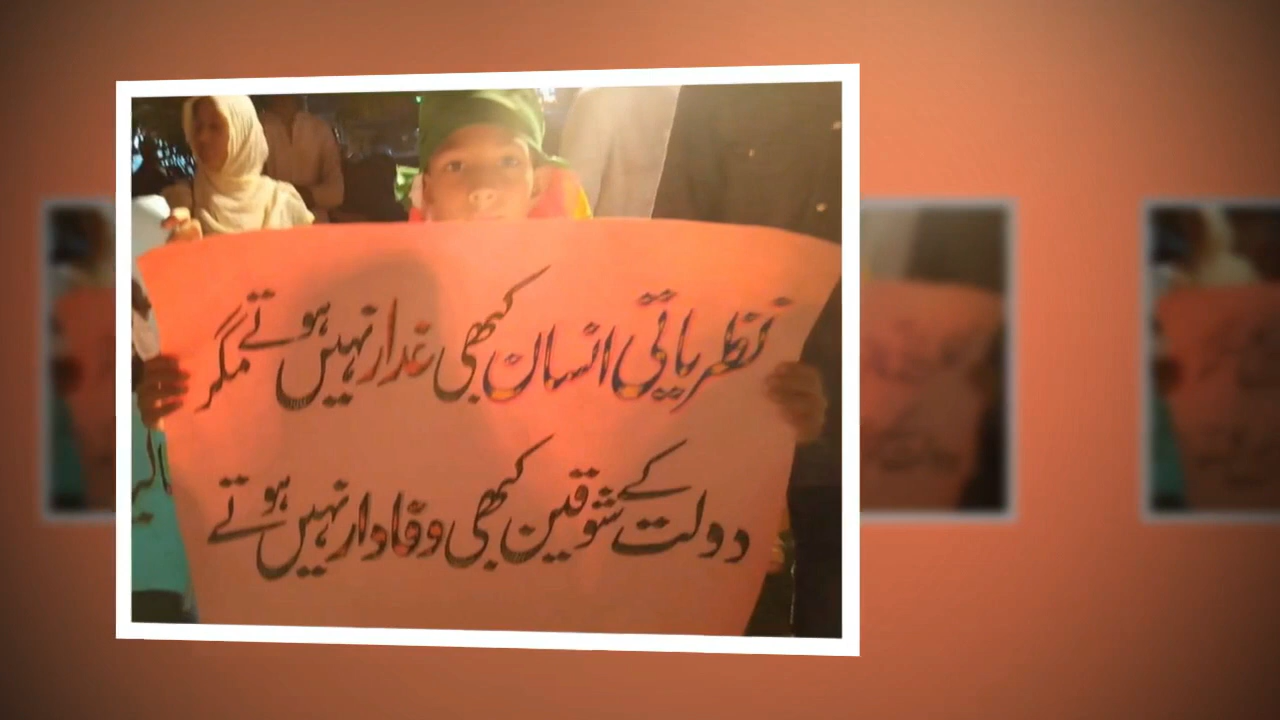 نظریاتی انسان کبھی غدار نہیں ہوتے مگر
دولت کے شوقین کبھی وفادار نہیں ہوتے